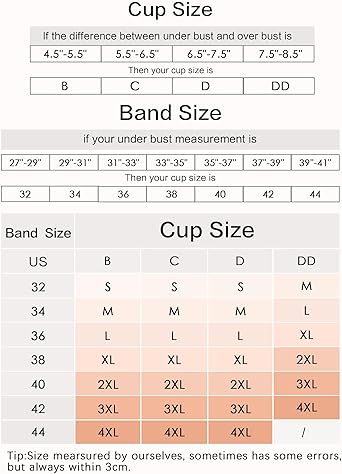 Cup Size
If the difference between under bust and over bust is
4.5"-5.5" 5.5"-6.5" 6.5"-7.5" 7.5"-8.5"
Then your cup size is
B C D DD
Band Size
if your under bust measurement is
27"-29" 29"-31" 31"-33" 33"-35" 35"-37" 37"-39" 39"-41"
Then your cup size is
32 34 36 38 40 42 44
Band Size Cup Size
US B C D DD
32 S S S M
34 M M M L
36 L L L XL
38 XL XL XL 2XL
40 2XL 2XL 2XL 3XL
42 3XL 3XL 3XL 4XL
44 4XL 4XL 4XL /
Tip:Size mearsured by ourselves, sometimes has some errors,
but always within 3cm.